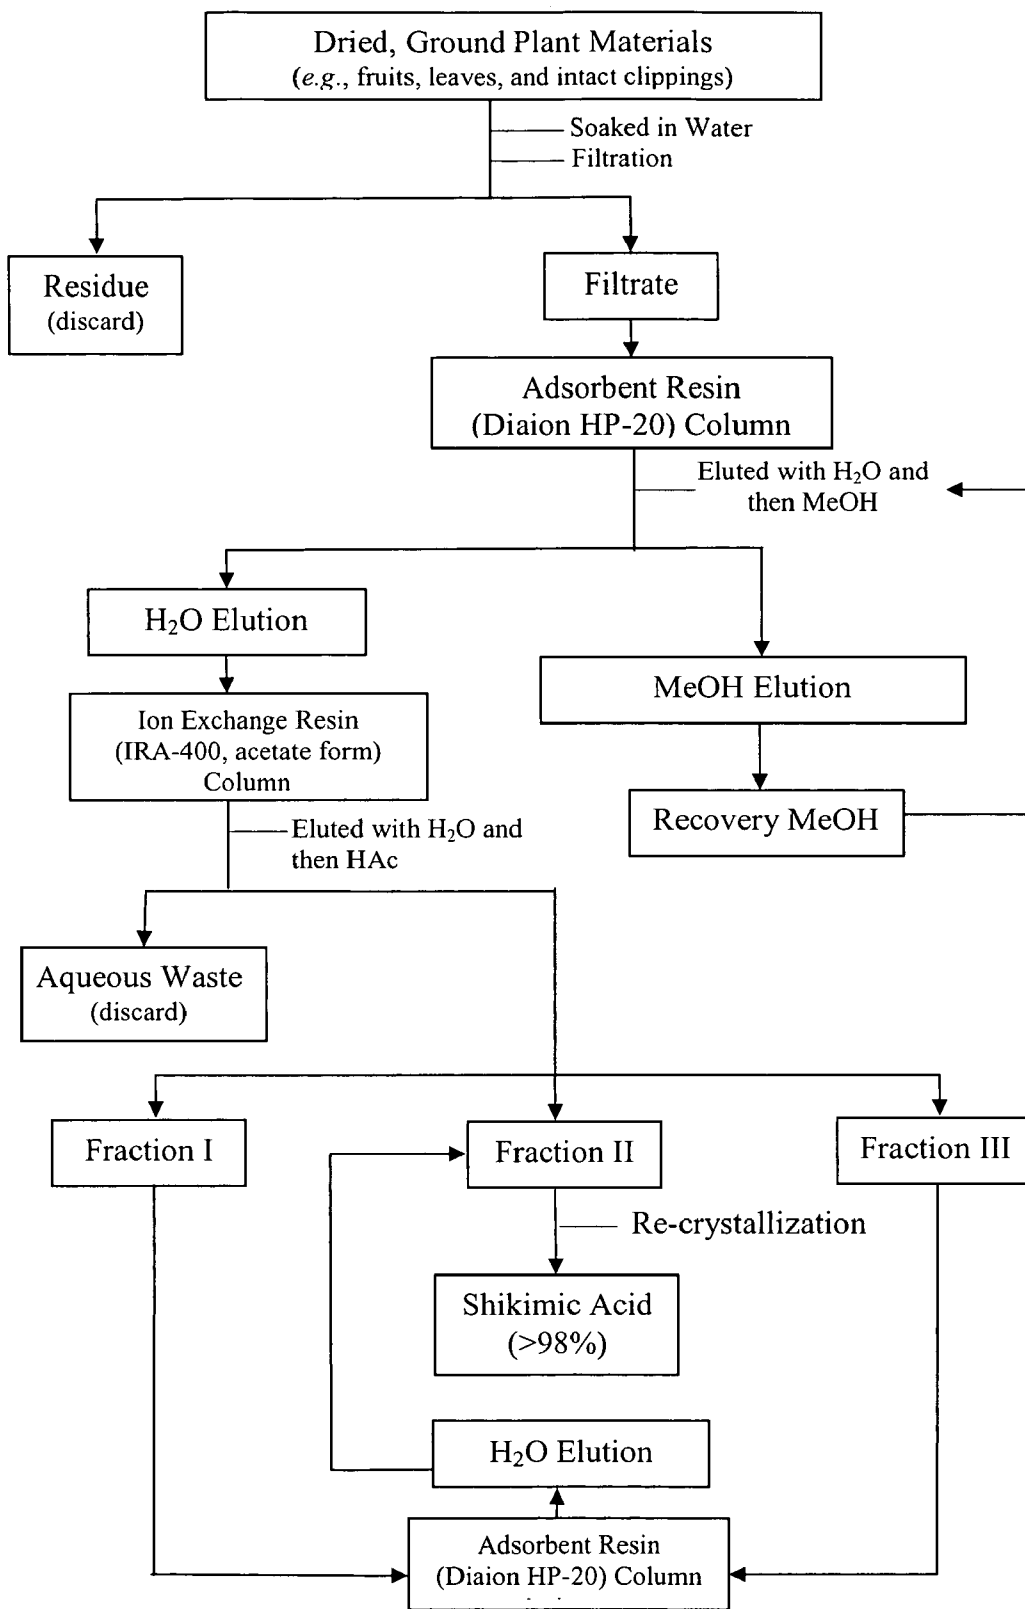 Dried, Ground Plant Materials
(e.g., fruits, leaves, and intact clippings)
Soaked in Water
Filtration
Residue
(discard)
Filtrate
Adsorbent Resin
(Diaion HP-20) Column
Eluted with H₂O and
then MeOH
H₂O Elution
MeOH Elution
Ion Exchange Resin
(IRA-400, acetate form)
Column
Recovery MeOH
Eluted with H₂O and
then HAc
Aqueous Waste
(discard)
Fraction I
Fraction II
Fraction III
Re-crystallization
Shikimic Acid
(>98%)
H₂O Elution
Adsorbent Resin
(Diaion HP-20) Column